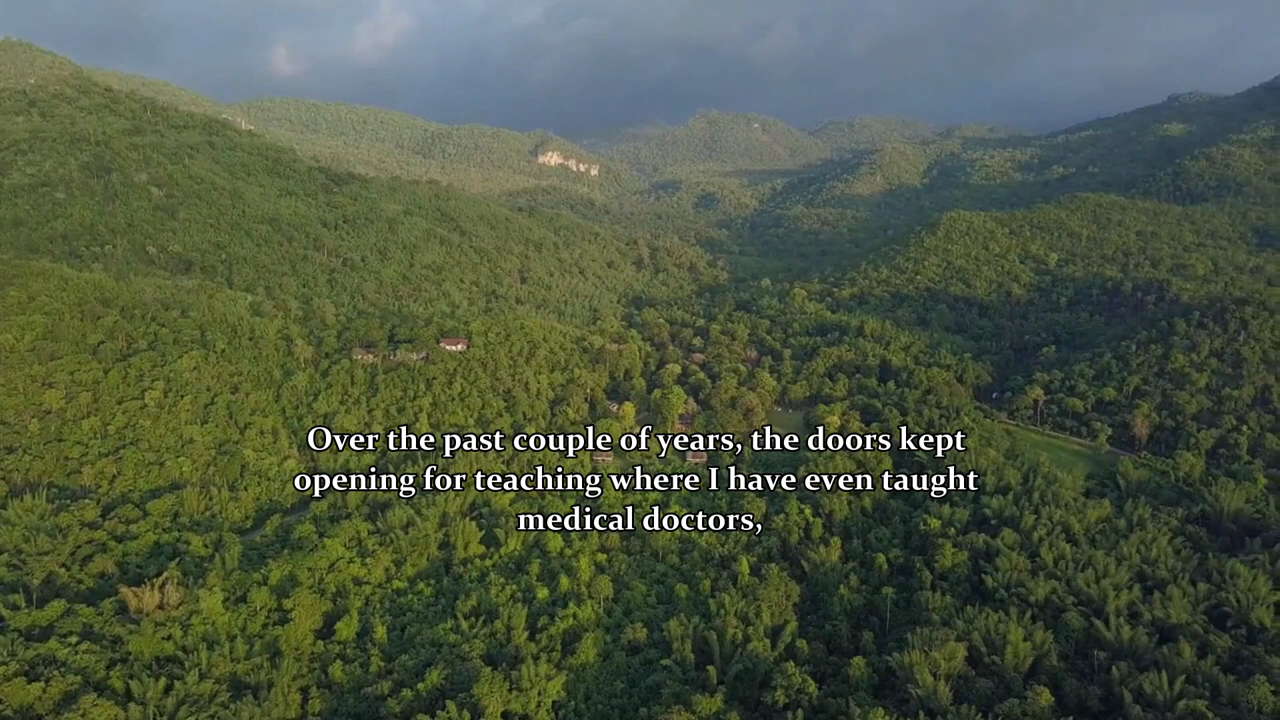 Over the past couple of years, the doors kept
opening for teaching where I have even taught
medical doctors,